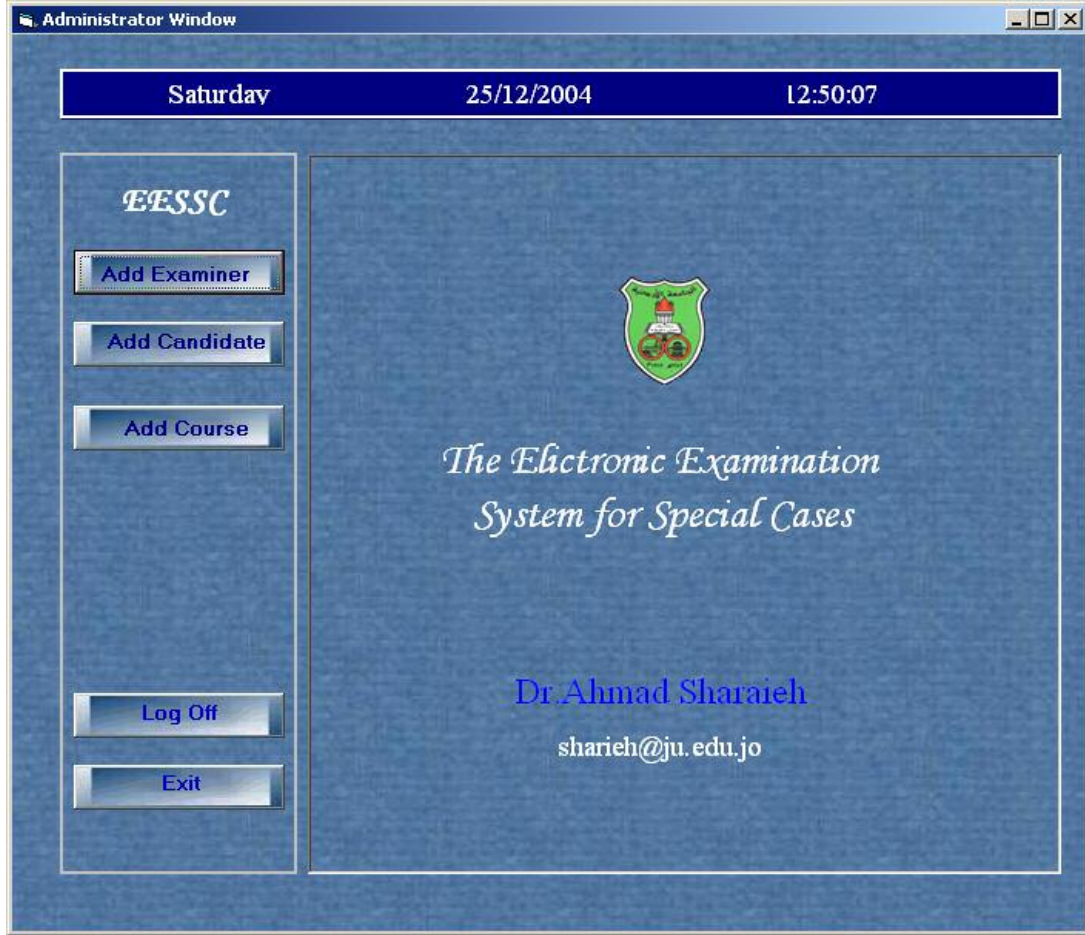 Administrator Window
Saturday 25/12/2004 12:50:07
EESSC
Add Examiner
Add Candidate
Add Course
Log Off
Exit
The Elictronic Examination
System for Special Cases
Dr.Ahmad Sharaieh
sharieh@ju.edu.jo